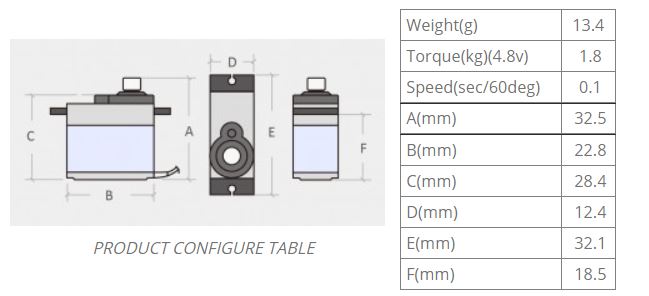 D
C
A
E
F
B
PRODUCT CONFIGURE TABLE
Weight(g) 13.4
Torque(kg)(4.8v) 1.8
Speed(sec/60deg) 0.1
A(mm) 32.5
B(mm) 22.8
C(mm) 28.4
D(mm) 12.4
E(mm) 32.1
F(mm) 18.5